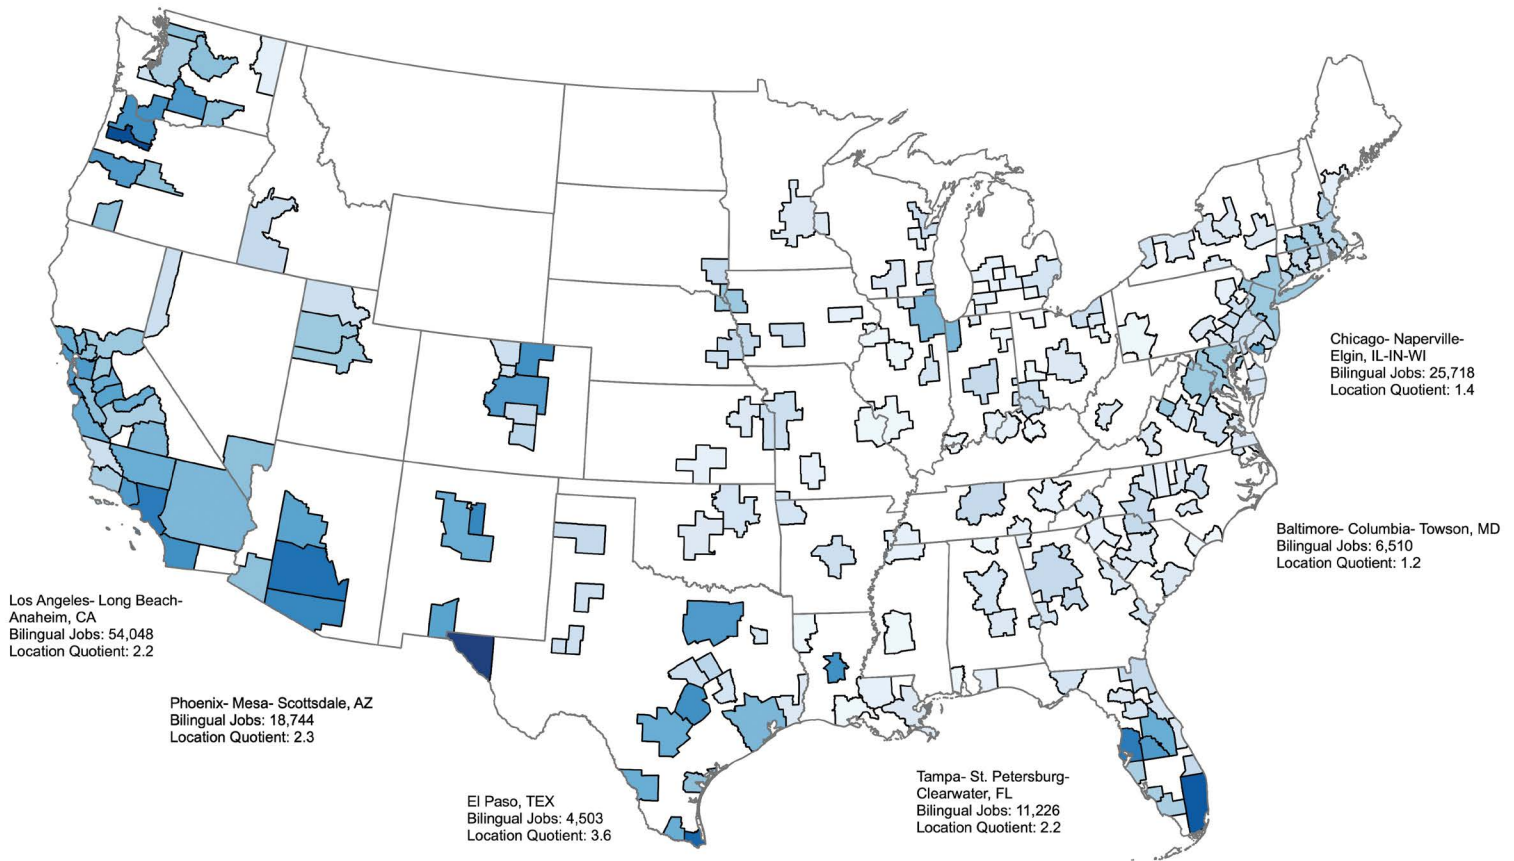 Chicago- Naperville-
Elgin, IL-IN-WI
Bilingual Jobs: 25,718
Location Quotient: 1.4
Baltimore- Columbia- Towson, MD
Bilingual Jobs: 6,510
Location Quotient: 1.2
Los Angeles- Long Beach-
Anaheim, CA
Bilingual Jobs: 54,048
Location Quotient: 2.2
Phoenix- Mesa- Scottsdale, AZ
Bilingual Jobs: 18,744
Location Quotient: 2.3
El Paso, TEX
Bilingual Jobs: 4,503
Location Quotient: 3.6
Tampa- St. Petersburg-
Clearwater, FL
Bilingual Jobs: 11,226
Location Quotient: 2.2